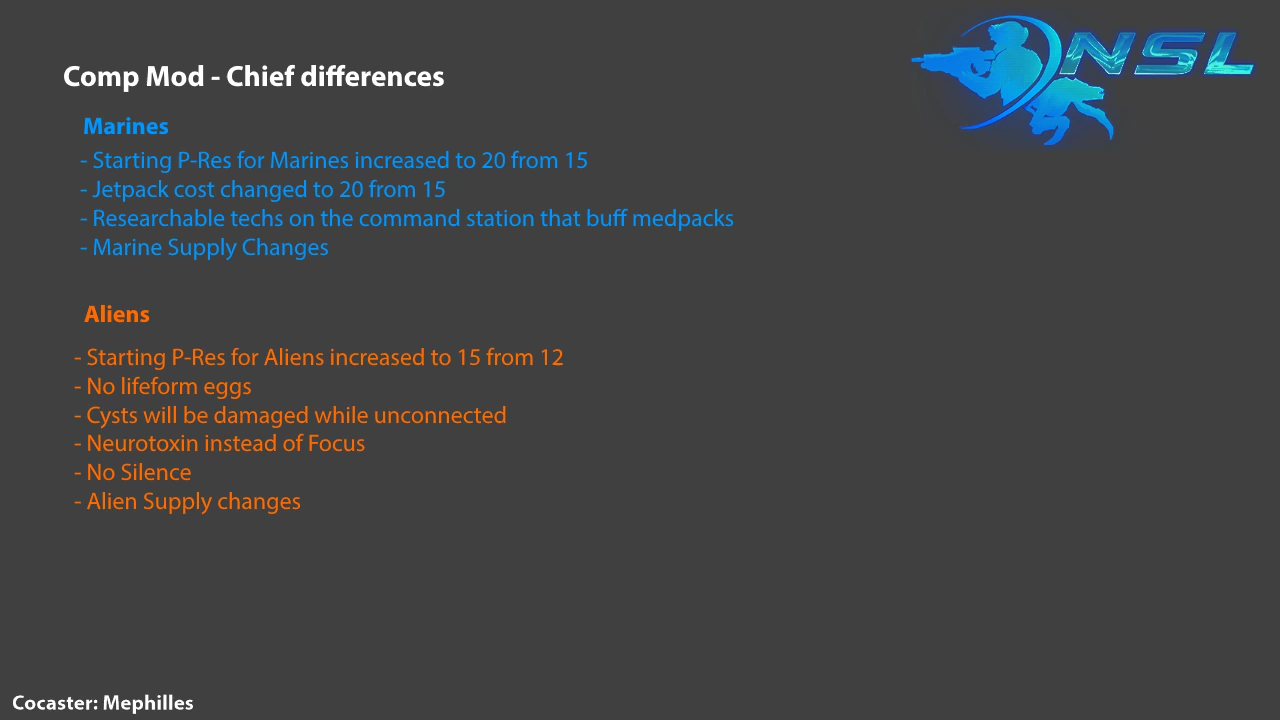 NSL
Comp Mod - Chief differences
Marines
- Starting P-Res for Marines increased to 20 from 15
- Jetpack cost changed to 20 from 15
- Researchable techs on the command station that buff medpacks
- Marine Supply Changes
Aliens
- Starting P-Res for Aliens increased to 15 from 12
- No lifeform eggs
- Cysts will be damaged while unconnected
- Neurotoxin instead of Focus
- No Silence
- Alien Supply changes
Cocaster: Mephilles